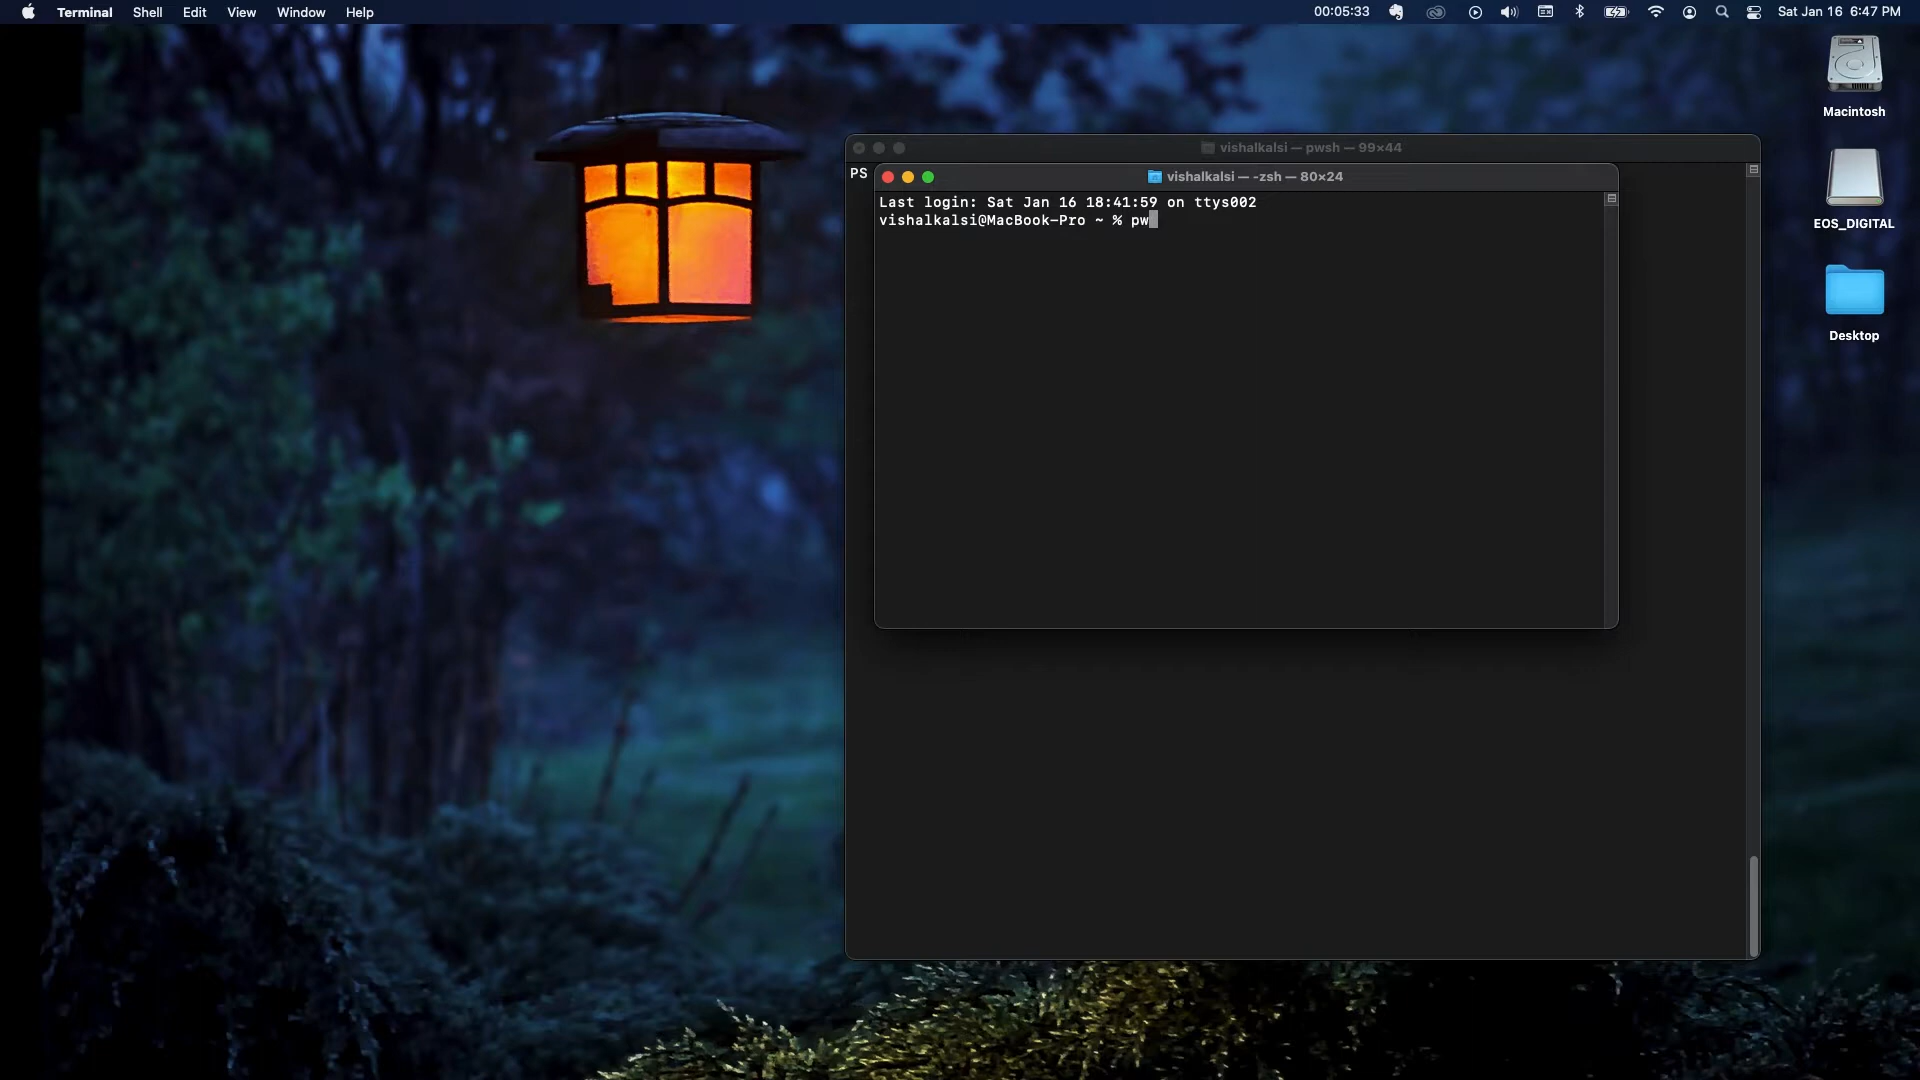 Terminal Shell Edit View Window Help 00:05:33 Sat Jan 16 6:47 PM
Macintosh
EOS_DIGITAL
Desktop
vishalkalsi — pwsh — 99×44
PS
vishalkalsi — -zsh — 80×24
Last login: Sat Jan 16 18:41:59 on ttys002
vishalkalsi@MacBook-Pro ~ % pw